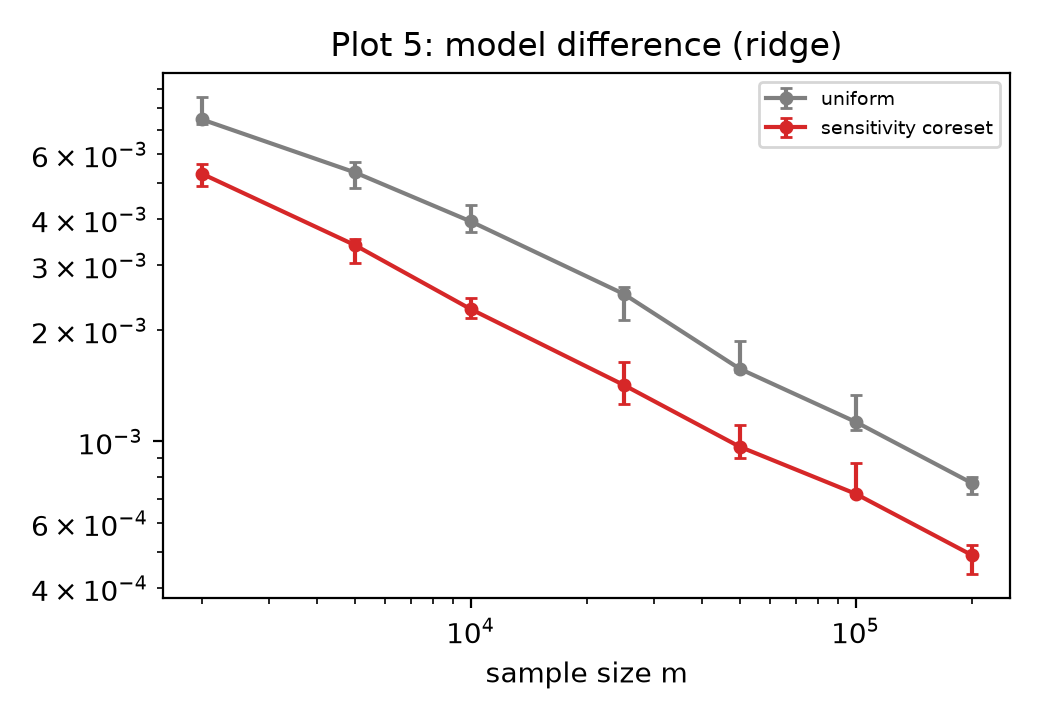 Plot 5: model difference (ridge)
uniform
sensitivity coreset
6 × 10⁻³
4 × 10⁻³
3 × 10⁻³
2 × 10⁻³
10⁻³
6 × 10⁻⁴
4 × 10⁻⁴
10⁴ 10⁵
sample size m